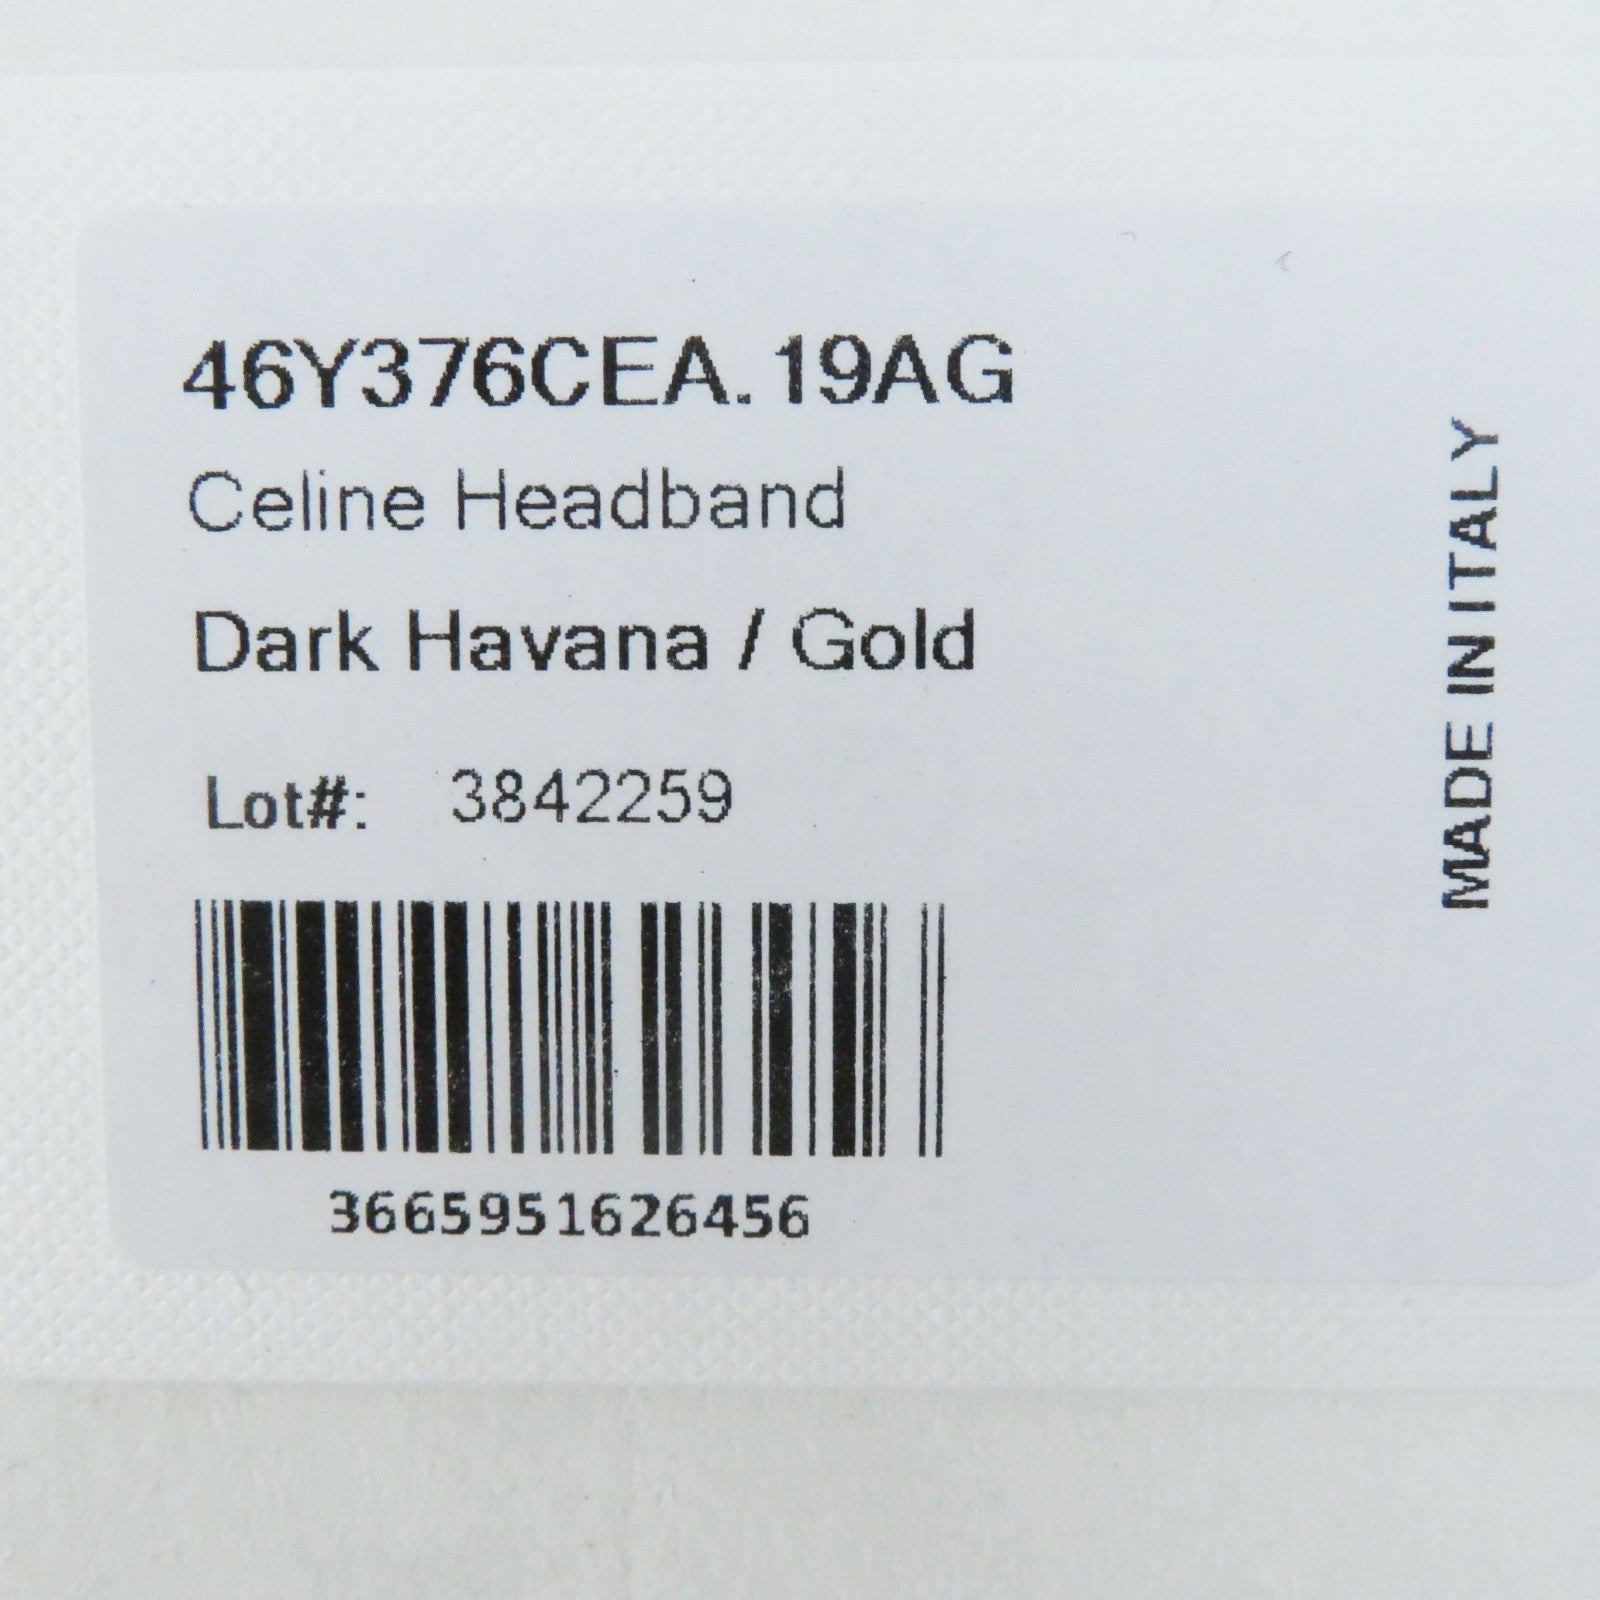 46Y376CEA.19AG
Celine Headband
Dark Havana / Gold
Lot#: 3842259
3665951626456
MADE IN ITALY